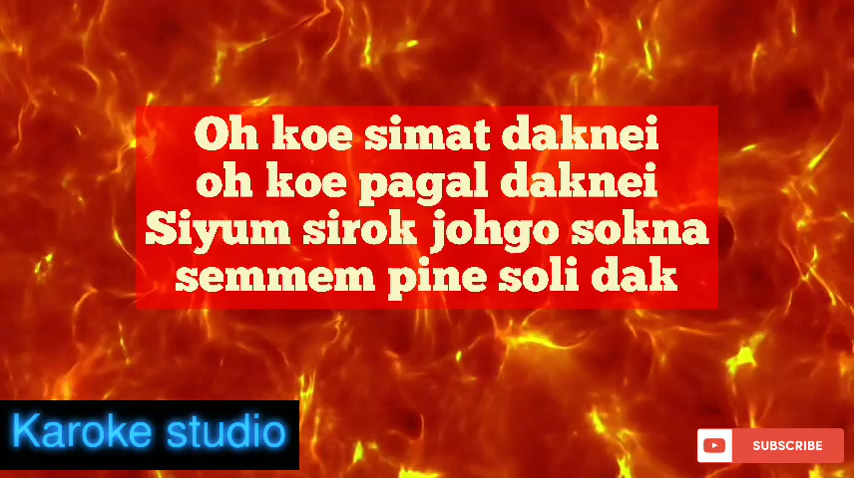 Oh koe simat daknei
oh koe pagal daknei
Siyum sirok johgo sokna
semmem pine soli dak
Karoke studio
SUBSCRIBE